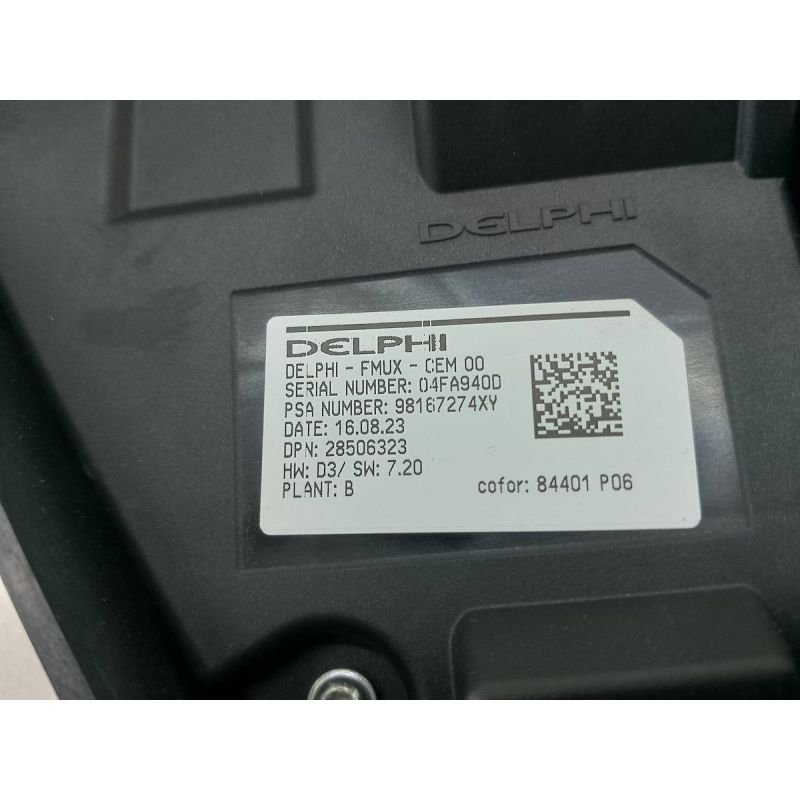 DELPHI
DELPHI
DELPHI - FMUX - CEM 00
SERIAL NUMBER: 04FA940D
PSA NUMBER: 98167274XY
DATE: 16.08.23
DPN: 28506323
HW: D3/ SW: 7.20
PLANT: B
cofor: 84401 P06